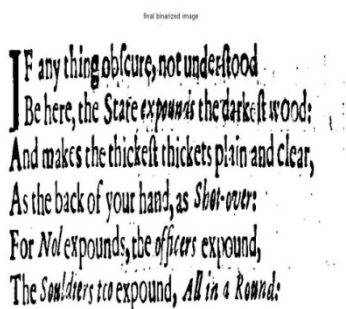 final binarized image
IF any thing obſcure, not underſtood
Be here, the State expounds the darkeſt wood:
And makes the thickeſt thickets plain and clear,
As the back of your hand, as Shot-over:
For Nol expounds, the officers expound,
The Souldiers too expound, All in a Round: